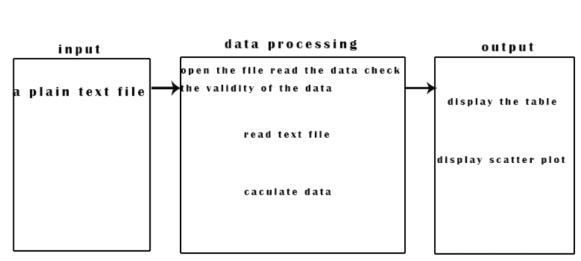 input
a plain text file
data processing
open the file read the data check
the validity of the data
read text file
caculate data
output
display the table
display scatter plot